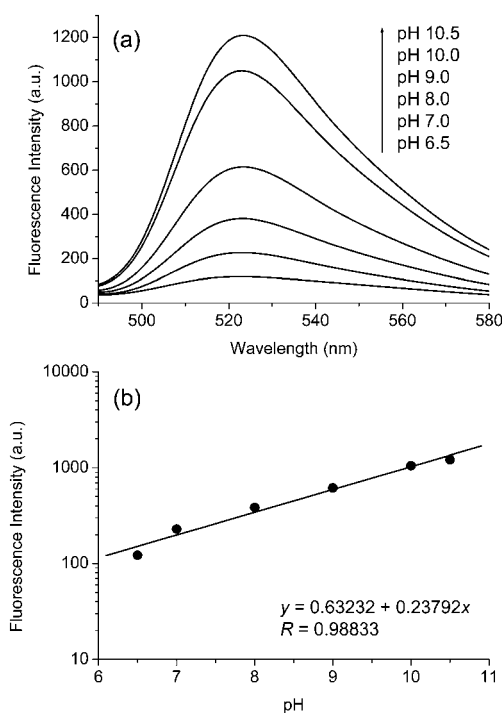 (a)
pH 10.5
pH 10.0
pH 9.0
pH 8.0
pH 7.0
pH 6.5
Fluorescence Intensity (a.u.)
1200
1000
800
600
400
200
0
500
520
540
560
580
Wavelength (nm)
(b)
Fluorescence Intensity (a.u.)
10000
1000
100
10
y = 0.63232 + 0.23792x
R = 0.98833
6
7
8
9
10
11
pH